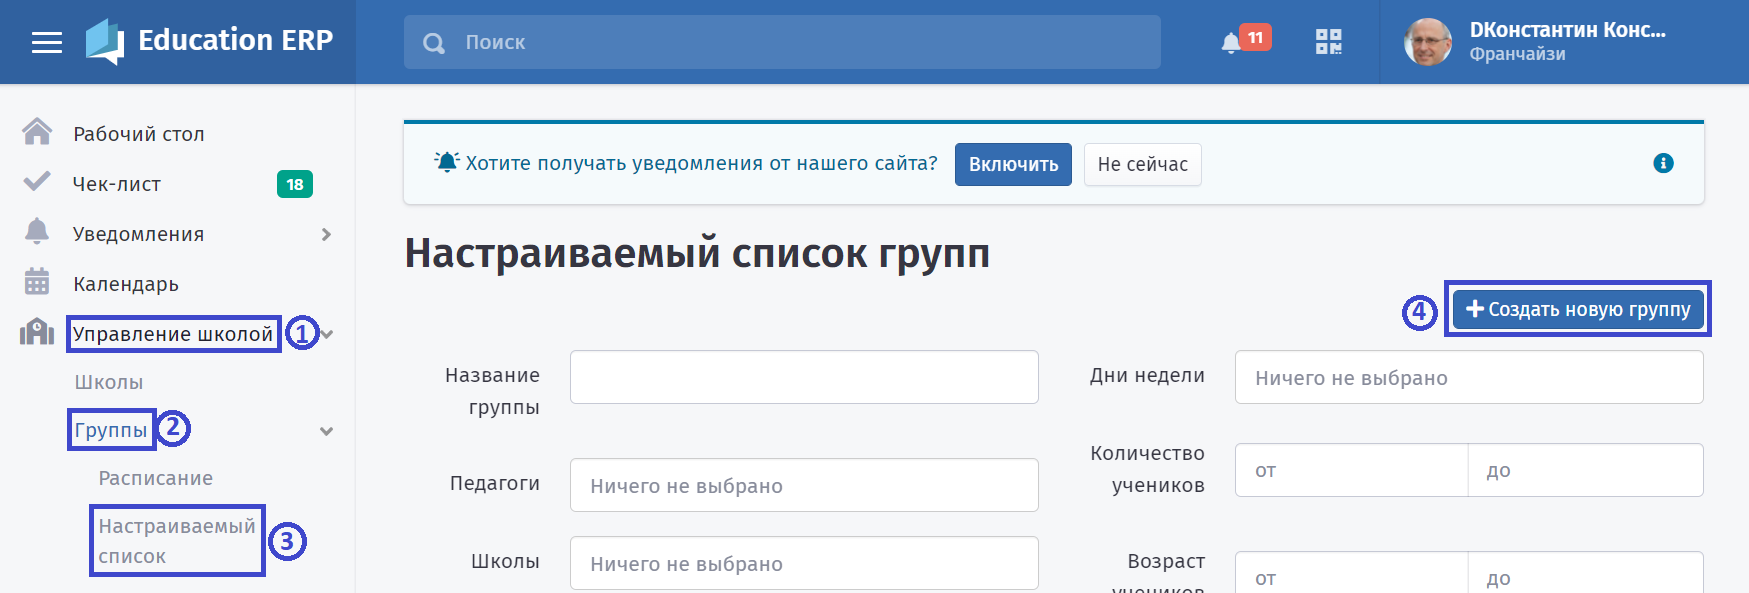 Education ERP
Поиск
11
DКонстантин Конс...
Франчайзи
Рабочий стол
Чек-лист
18
Уведомления
Календарь
Управление школой
1
Школы
Группы
2
Расписание
Настраиваемый
список
3
Хотите получать уведомления от нашего сайта?
Включить
Не сейчас
Настраиваемый список групп
4
Создать новую группу
Название
группы
Дни недели
Ничего не выбрано
Педагоги
Ничего не выбрано
Количество
учеников
от
до
Школы
Ничего не выбрано
Возраст
учеников
от
до